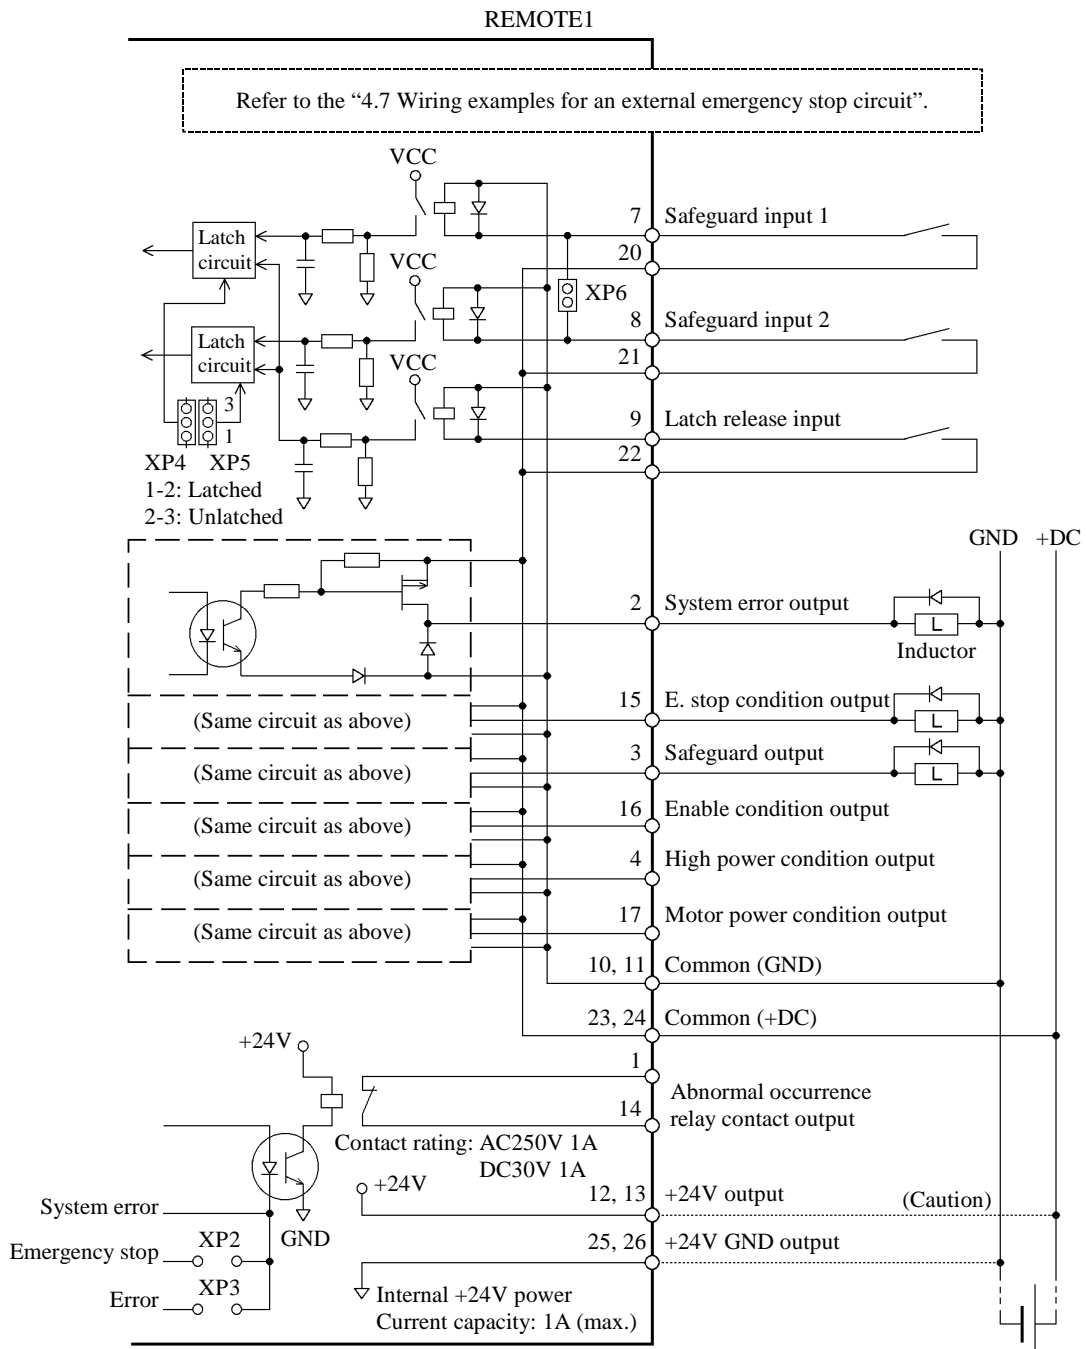 REMOTE1
Refer to the “4.7 Wiring examples for an external emergency stop circuit”.
VCC
7 Safeguard input 1
Latch
circuit
20
VCC
XP6
8 Safeguard input 2
Latch
circuit
21
VCC
3
9 Latch release input
1
22
XP4 XP5
1-2: Latched
2-3: Unlatched
GND +DC
2 System error output
L
Inductor
15 E. stop condition output
(Same circuit as above)
L
3 Safeguard output
(Same circuit as above)
L
16 Enable condition output
(Same circuit as above)
4 High power condition output
(Same circuit as above)
17 Motor power condition output
(Same circuit as above)
10, 11 Common (GND)
23, 24 Common (+DC)
+24V
1
Abnormal occurrence
14 relay contact output
Contact rating: AC250V 1A
DC30V 1A
+24V
12, 13 +24V output (Caution)
System error
GND
25, 26 +24V GND output
Emergency stop XP2
Error XP3
Internal +24V power
Current capacity: 1A (max.)